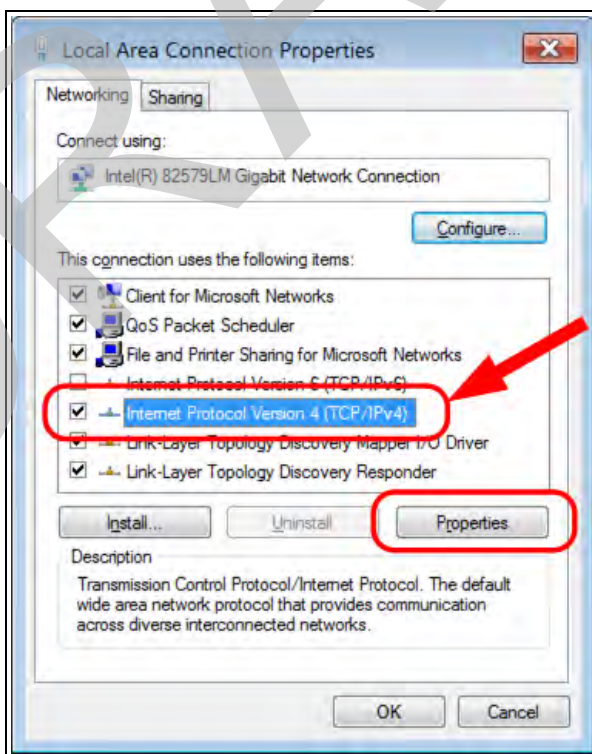 Local Area Connection Properties
Networking
Sharing
Connect using:
Intel(R) 82579LM Gigabit Network Connection
Configure...
This connection uses the following items:
Client for Microsoft Networks
QoS Packet Scheduler
File and Printer Sharing for Microsoft Networks
Internet Protocol Version 6 (TCP/IPv6)
Internet Protocol Version 4 (TCP/IPv4)
Link-Layer Topology Discovery Mapper I/O Driver
Link-Layer Topology Discovery Responder
Install...
Uninstall
Properties
Description
Transmission Control Protocol/Internet Protocol. The default
wide area network protocol that provides communication
across diverse interconnected networks.
OK
Cancel